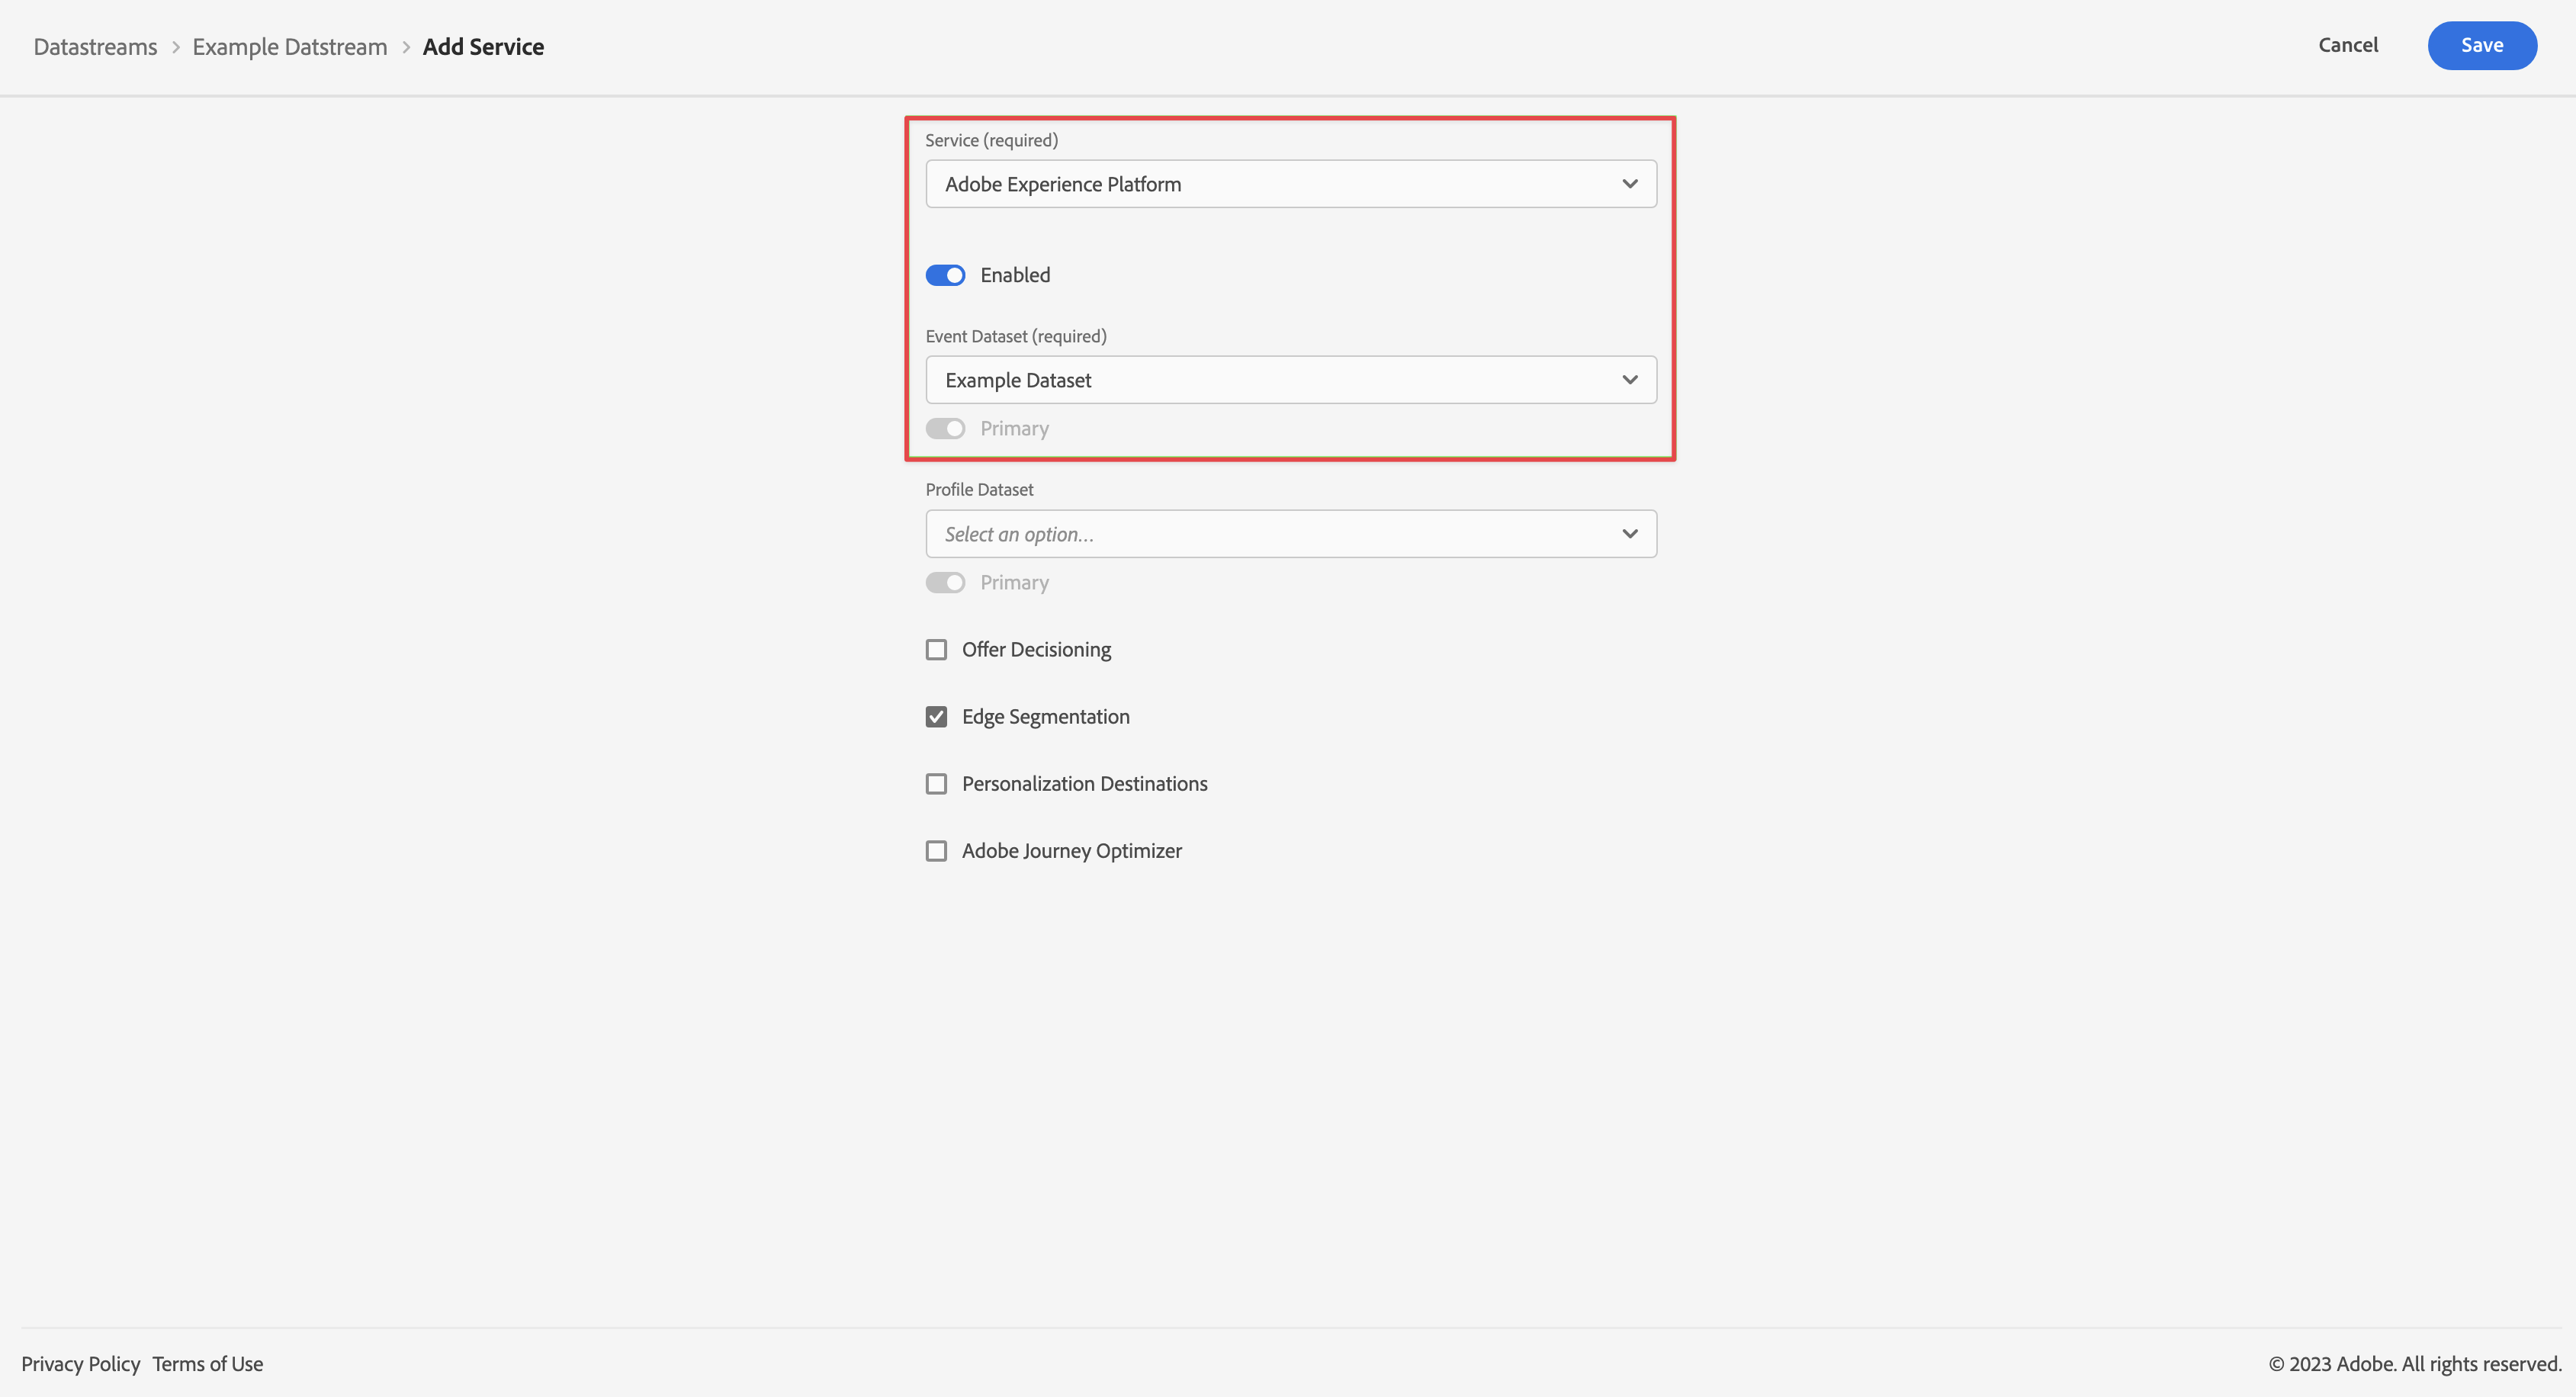 Datastreams > Example Datstream > Add Service
Cancel
Save
Service (required)
Adobe Experience Platform
Enabled
Event Dataset (required)
Example Dataset
Primary
Profile Dataset
Select an option...
Primary
Offer Decisioning
Edge Segmentation
Personalization Destinations
Adobe Journey Optimizer
Privacy Policy Terms of Use
© 2023 Adobe. All rights reserved.